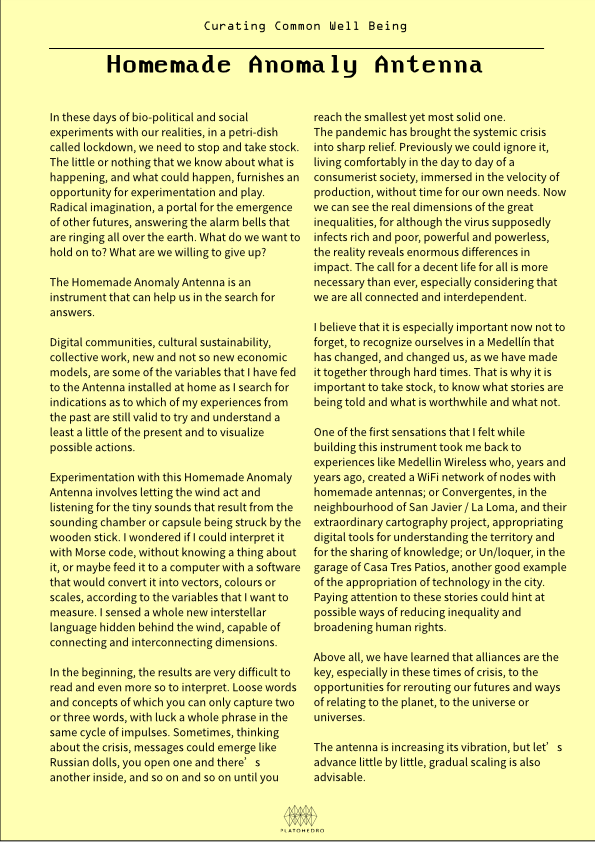 Curating Common Well Being
Homemade Anomaly Antenna
In these days of bio-political and social
experiments with our realities, in a petri-dish
called lockdown, we need to stop and take stock.
The little or nothing that we know about what is
happening, and what could happen, furnishes an
opportunity for experimentation and play.
Radical imagination, a portal for the emergence
of other futures, answering the alarm bells that
are ringing all over the earth. What do we want to
hold on to? What are we willing to give up?
The Homemade Anomaly Antenna is an
instrument that can help us in the search for
answers.
Digital communities, cultural sustainability,
collective work, new and not so new economic
models, are some of the variables that I have fed
to the Antenna installed at home as I search for
indications as to which of my experiences from
the past are still valid to try and understand a
least a little of the present and to visualize
possible actions.
Experimentation with this Homemade Anomaly
Antenna involves letting the wind act and
listening for the tiny sounds that result from the
sounding chamber or capsule being struck by the
wooden stick. I wondered if I could interpret it
with Morse code, without knowing a thing about
it, or maybe feed it to a computer with a software
that would convert it into vectors, colours or
scales, according to the variables that I want to
measure. I sensed a whole new interstellar
language hidden behind the wind, capable of
connecting and interconnecting dimensions.
In the beginning, the results are very difficult to
read and even more so to interpret. Loose words
and concepts of which you can only capture two
or three words, with luck a whole phrase in the
same cycle of impulses. Sometimes, thinking
about the crisis, messages could emerge like
Russian dolls, you open one and there’s
another inside, and so on and so on until you
reach the smallest yet most solid one.
The pandemic has brought the systemic crisis
into sharp relief. Previously we could ignore it,
living comfortably in the day to day of a
consumerist society, immersed in the velocity of
production, without time for our own needs. Now
we can see the real dimensions of the great
inequalities, for although the virus supposedly
infects rich and poor, powerful and powerless,
the reality reveals enormous differences in
impact. The call for a decent life for all is more
necessary than ever, especially considering that
we are all connected and interdependent.
I believe that it is especially important now not to
forget, to recognize ourselves in a Medellín that
has changed, and changed us, as we have made
it together through hard times. That is why it is
important to take stock, to know what stories are
being told and what is worthwhile and what not.
One of the first sensations that I felt while
building this instrument took me back to
experiences like Medellin Wireless who, years and
years ago, created a WiFi network of nodes with
homemade antennas; or Convergentes, in the
neighbourhood of San Javier / La Loma, and their
extraordinary cartography project, appropriating
digital tools for understanding the territory and
for the sharing of knowledge; or Un/loquer, in the
garage of Casa Tres Patios, another good example
of the appropriation of technology in the city.
Paying attention to these stories could hint at
possible ways of reducing inequality and
broadening human rights.
Above all, we have learned that alliances are the
key, especially in these times of crisis, to the
opportunities for rerouting our futures and ways
of relating to the planet, to the universe or
universes.
The antenna is increasing its vibration, but let’s
advance little by little, gradual scaling is also
advisable.
PLATOHEDRO